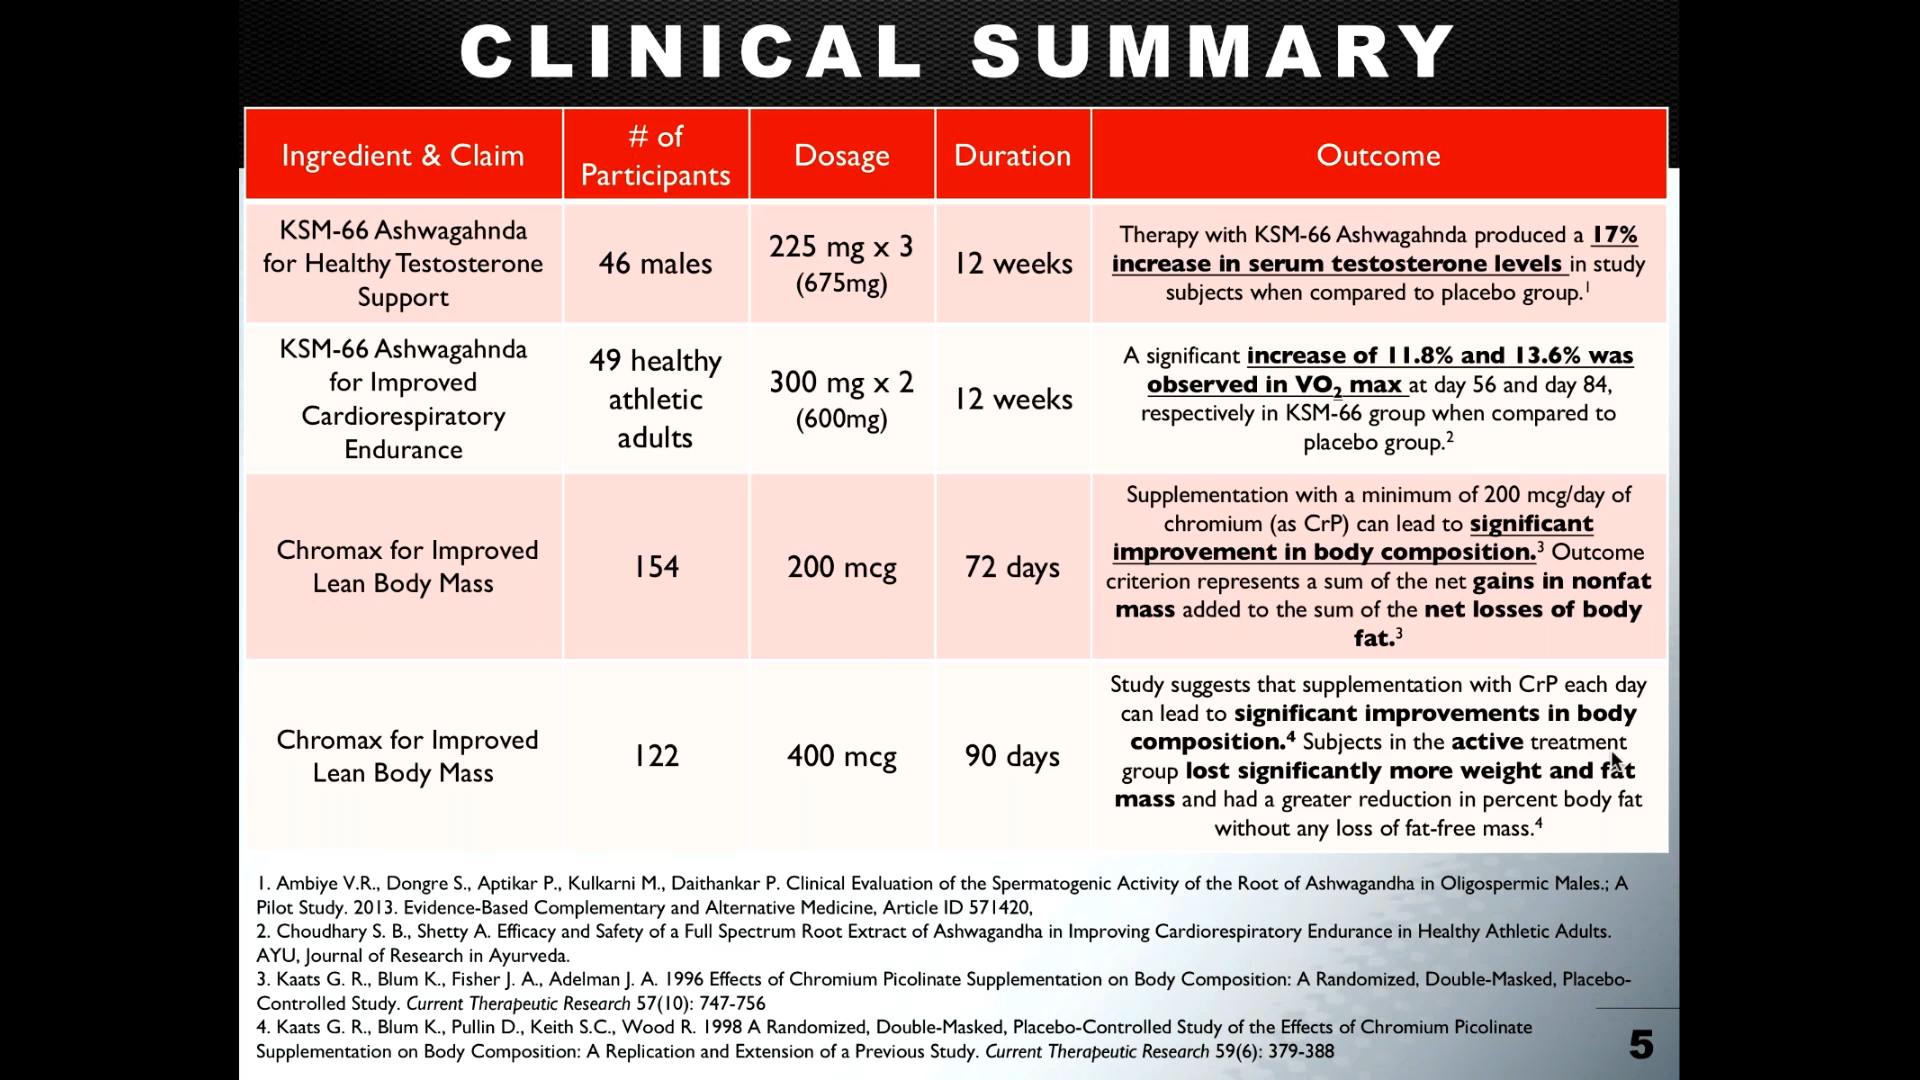 CLINICAL SUMMARY
Ingredient & Claim
# of
Participants
Dosage
Duration
Outcome
KSM-66 Ashwagahnda
for Healthy Testosterone
Support
46 males
225 mg x 3
(675mg)
12 weeks
Therapy with KSM-66 Ashwagahnda produced a 17%
increase in serum testosterone levels in study
subjects when compared to placebo group.1
KSM-66 Ashwagahnda
for Improved
Cardiorespiratory
Endurance
49 healthy
athletic
adults
300 mg x 2
(600mg)
12 weeks
A significant increase of 11.8% and 13.6% was
observed in VO2 max at day 56 and day 84,
respectively in KSM-66 group when compared to
placebo group.2
Chromax for Improved
Lean Body Mass
154
200 mcg
72 days
Supplementation with a minimum of 200 mcg/day of
chromium (as CrP) can lead to significant
improvement in body composition.3 Outcome
criterion represents a sum of the net gains in nonfat
mass added to the sum of the net losses of body
fat.3
Chromax for Improved
Lean Body Mass
122
400 mcg
90 days
Study suggests that supplementation with CrP each day
can lead to significant improvements in body
composition.4 Subjects in the active treatment
group lost significantly more weight and fat
mass and had a greater reduction in percent body fat
without any loss of fat-free mass.4
1. Ambiye V.R., Dongre S., Aptikar P., Kulkarni M., Daithankar P. Clinical Evaluation of the Spermatogenic Activity of the Root of Ashwagandha in Oligospermic Males.; A
Pilot Study. 2013. Evidence-Based Complementary and Alternative Medicine, Article ID 571420,
2. Choudhary S. B., Shetty A. Efficacy and Safety of a Full Spectrum Root Extract of Ashwagandha in Improving Cardiorespiratory Endurance in Healthy Athletic Adults.
AYU, Journal of Research in Ayurveda.
3. Kaats G. R., Blum K., Fisher J. A., Adelman J. A. 1996 Effects of Chromium Picolinate Supplementation on Body Composition: A Randomized, Double-Masked, Placebo-
Controlled Study. Current Therapeutic Research 57(10): 747-756
4. Kaats G. R., Blum K., Pullin D., Keith S.C., Wood R. 1998 A Randomized, Double-Masked, Placebo-Controlled Study of the Effects of Chromium Picolinate
Supplementation on Body Composition: A Replication and Extension of a Previous Study. Current Therapeutic Research 59(6): 379-388
5